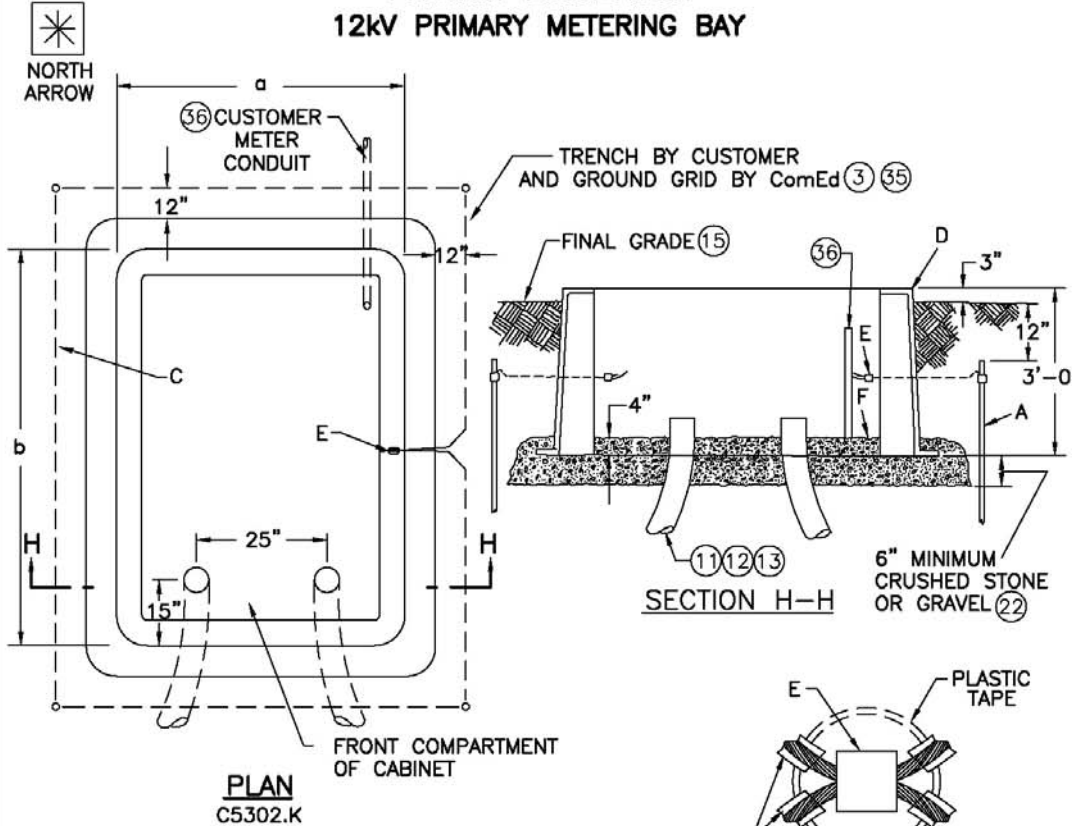 12kV PRIMARY METERING BAY
NORTH
ARROW
a
36 CUSTOMER
METER
CONDUIT
TRENCH BY CUSTOMER
AND GROUND GRID BY ComEd 3 35
12"
12"
FINAL GRADE 15
36
D
3"
E
12"
3'-0
C
4"
F
A
b
E
H
25"
H
15"
11 12 13
SECTION H-H
6" MINIMUM
CRUSHED STONE
OR GRAVEL 22
FRONT COMPARTMENT
OF CABINET
PLAN
C5302.K
E
PLASTIC
TAPE